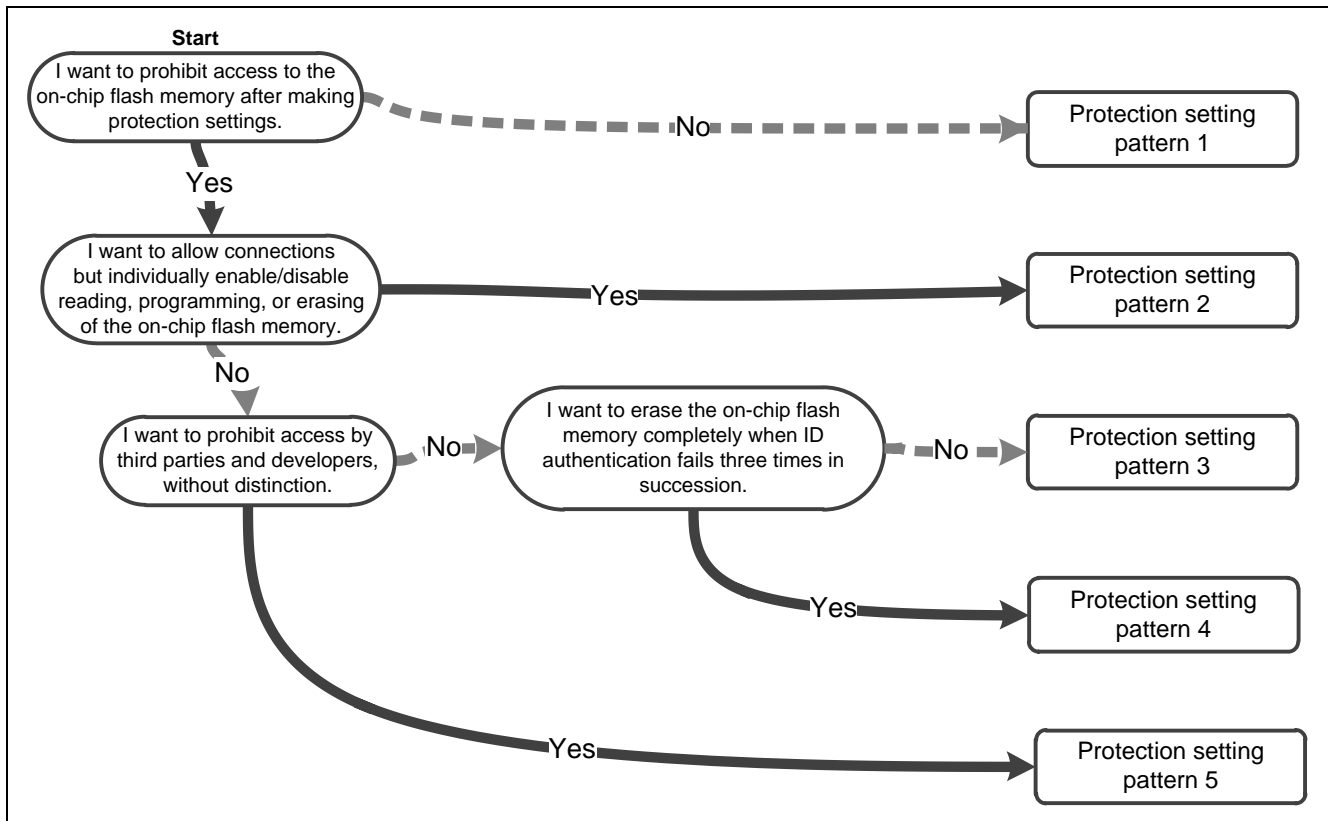 Start
I want to prohibit access to the
on-chip flash memory after making
protection settings.
No
Protection setting
pattern 1
Yes
I want to allow connections
but individually enable/disable
reading, programming, or erasing
of the on-chip flash memory.
Yes
Protection setting
pattern 2
No
I want to prohibit access by
third parties and developers,
without distinction.
No
I want to erase the on-chip flash
memory completely when ID
authentication fails three times in
succession.
No
Protection setting
pattern 3
Yes
Protection setting
pattern 4
Yes
Protection setting
pattern 5